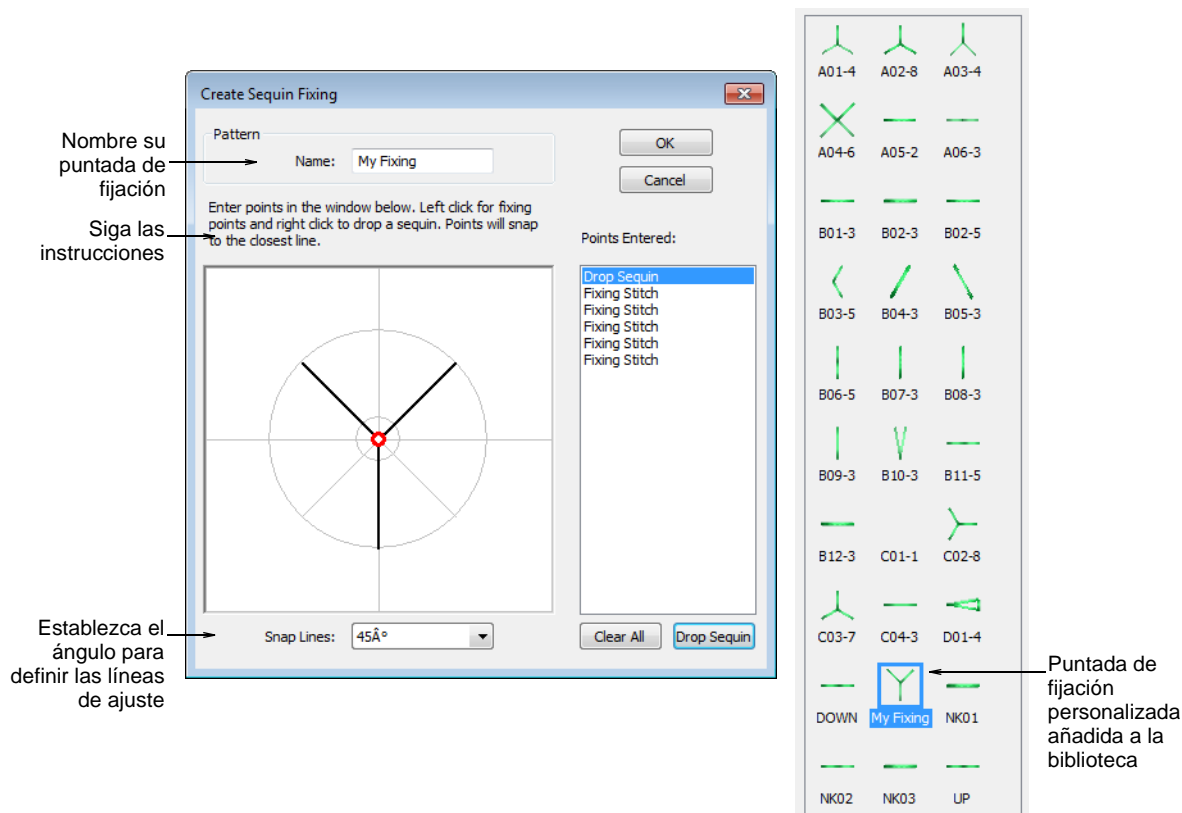 Create Sequin Fixing
Pattern
Name:
My Fixing
OK
Cancel
Enter points in the window below. Left click for fixing
points and right click to drop a sequin. Points will snap
to the closest line.
Points Entered:
Drop Sequin
Fixing Stitch
Fixing Stitch
Fixing Stitch
Fixing Stitch
Fixing Stitch
Snap Lines:
45Â°
Clear All
Drop Sequin
Nombre su
puntada de
fijación
Siga las
instrucciones
Establezca el
ángulo para
definir las líneas
de ajuste
A01-4 A02-8 A03-4
A04-6 A05-2 A06-3
B01-3 B02-3 B02-5
B03-5 B04-3 B05-3
B06-5 B07-3 B08-3
B09-3 B10-3 B11-5
B12-3 C01-1 C02-8
C03-7 C04-3 D01-4
DOWN My Fixing NK01
NK02 NK03 UP
Puntada de
fijación
personalizada
añadida a la
biblioteca